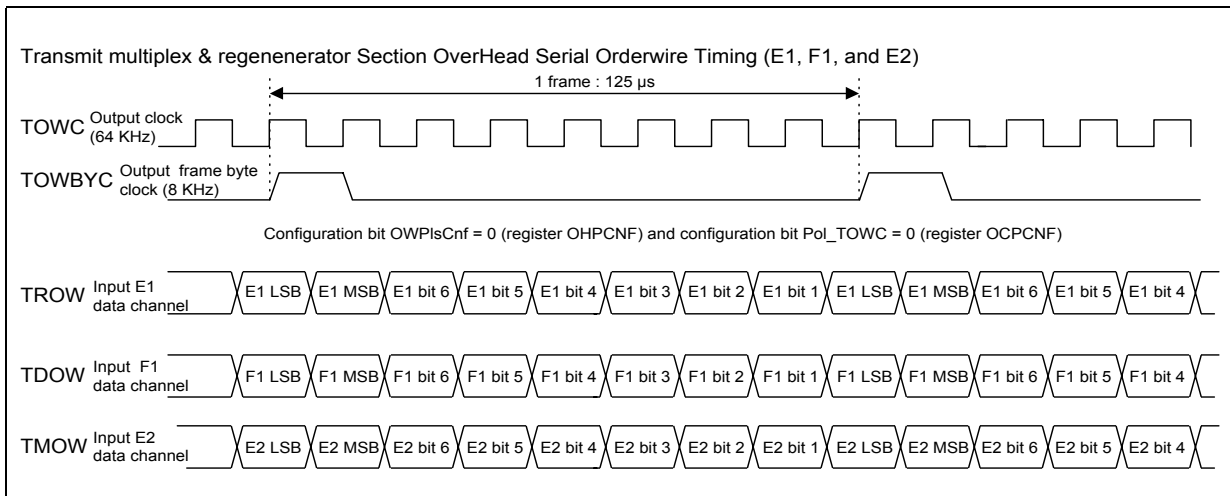 Transmit multiplex & regenenerator Section OverHead Serial Orderwire Timing (E1, F1, and E2)
1 frame : 125 µs
TOWC Output clock
(64 KHz)
TOWBYC Output frame byte
clock (8 KHz)
Configuration bit OWPlsCnf = 0 (register OHPCNF) and configuration bit Pol_TOWC = 0 (register OCPCNF)
TROW Input E1
data channel
E1 LSB E1 MSB E1 bit 6 E1 bit 5 E1 bit 4 E1 bit 3 E1 bit 2 E1 bit 1 E1 LSB E1 MSB E1 bit 6 E1 bit 5 E1 bit 4
TDOW Input F1
data channel
F1 LSB F1 MSB F1 bit 6 F1 bit 5 F1 bit 4 F1 bit 3 F1 bit 2 F1 bit 1 F1 LSB F1 MSB F1 bit 6 F1 bit 5 F1 bit 4
TMOW Input E2
data channel
E2 LSB E2 MSB E2 bit 6 E2 bit 5 E2 bit 4 E2 bit 3 E2 bit 2 E2 bit 1 E2 LSB E2 MSB E2 bit 6 E2 bit 5 E2 bit 4